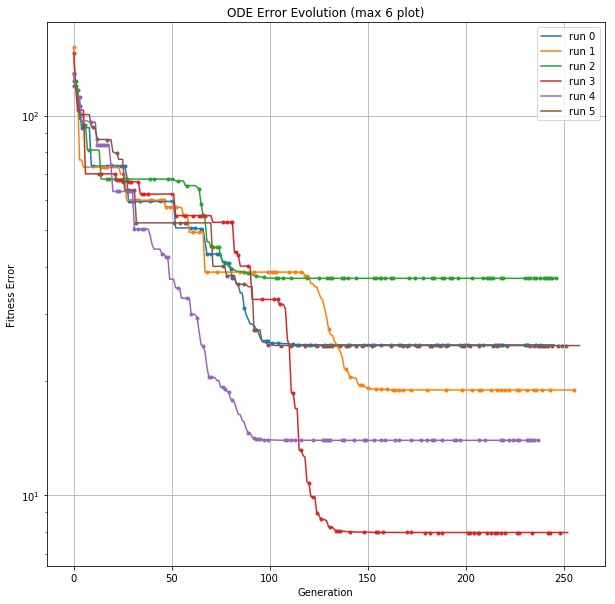 ODE Error Evolution (max 6 plot)
run 0
run 1
run 2
run 3
run 4
run 5
Fitness Error
10²
10¹
0 50 100 150 200 250
Generation